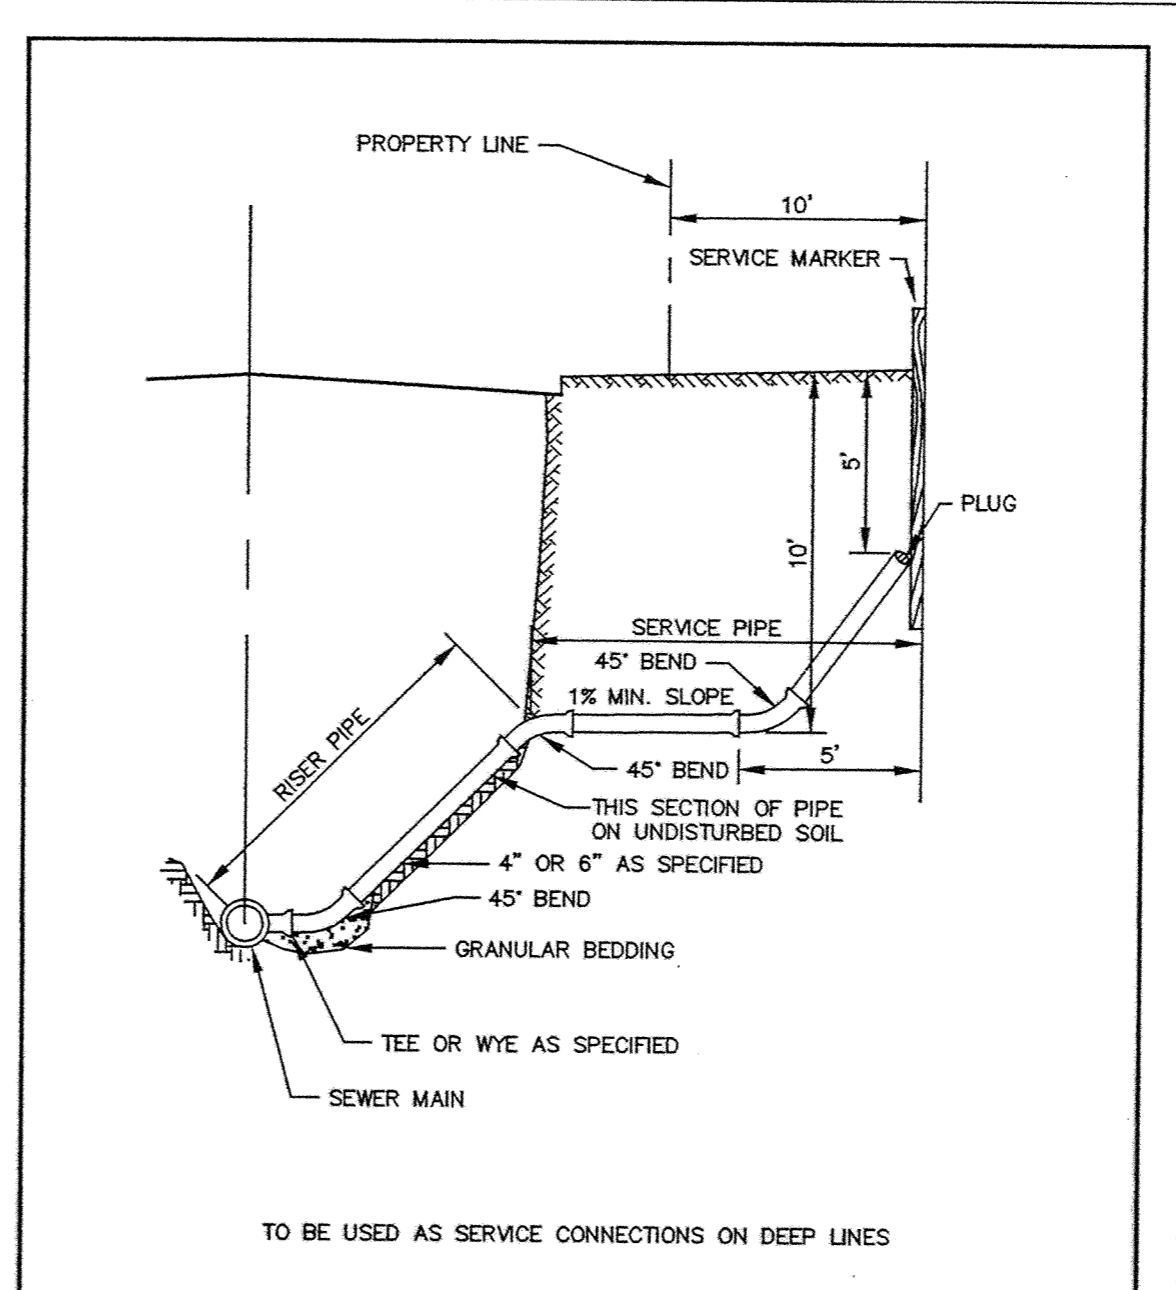 PROPERTY LINE
10'
SERVICE MARKER
5'
PLUG
10'
SERVICE PIPE
45° BEND
1% MIN. SLOPE
RISER PIPE
5'
45° BEND
THIS SECTION OF PIPE
ON UNDISTURBED SOIL
4" OR 6" AS SPECIFIED
45° BEND
GRANULAR BEDDING
TEE OR WYE AS SPECIFIED
SEWER MAIN
TO BE USED AS SERVICE CONNECTIONS ON DEEP LINES